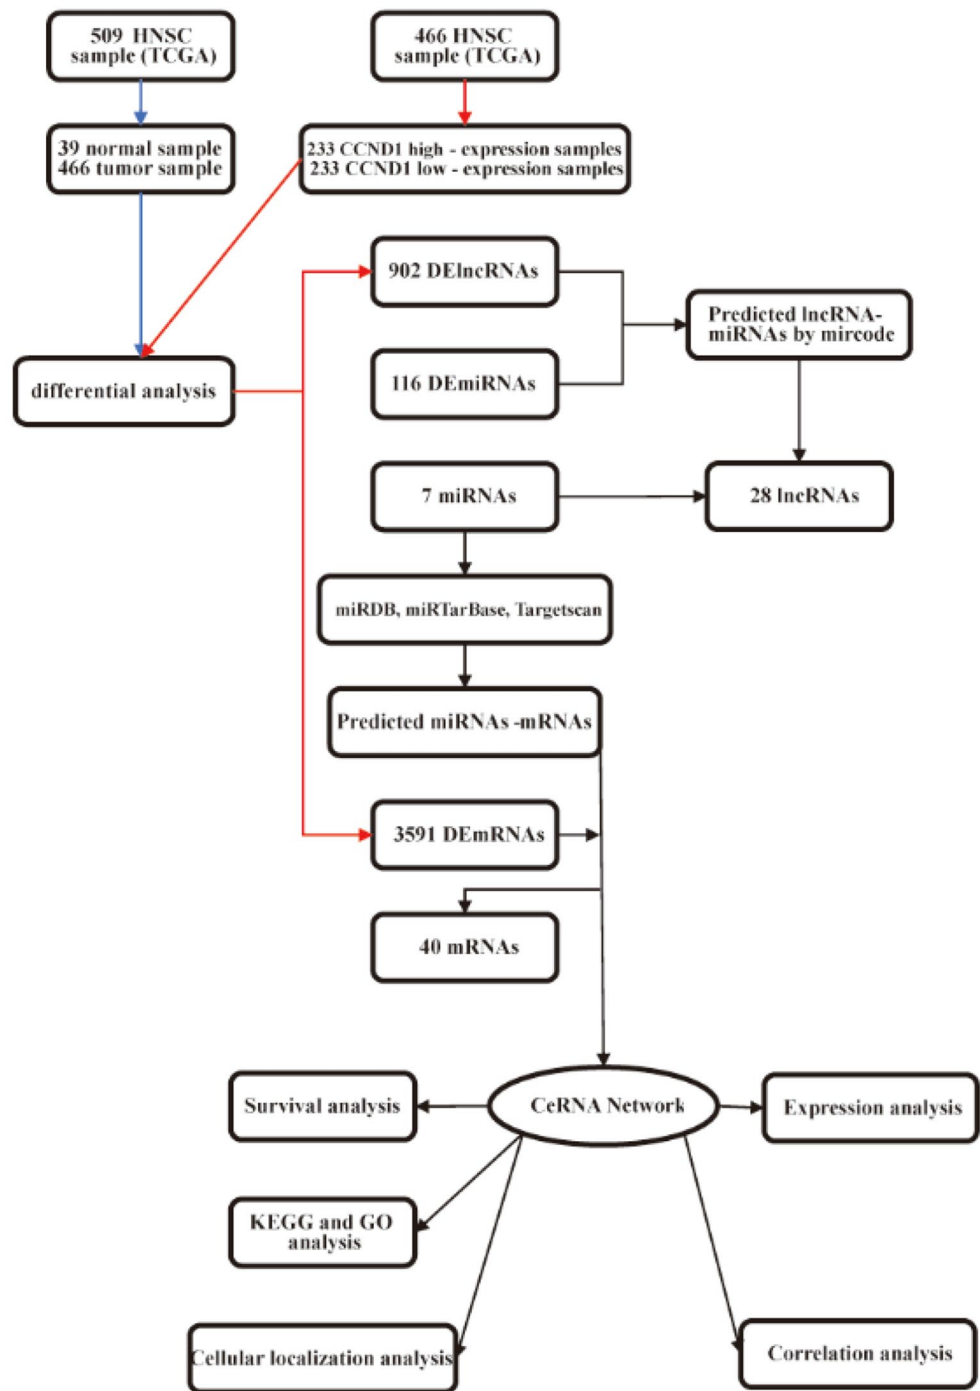 509 HNSC
sample (TCGA)
466 HNSC
sample (TCGA)
39 normal sample
466 tumor sample
233 CCND1 high - expression samples
233 CCND1 low - expression samples
902 DElncRNAs
Predicted lncRNA-
miRNAs by mircode
116 DEmiRNAs
differential analysis
7 miRNAs
28 lncRNAs
miRDB, miRTarBase, Targetscan
Predicted miRNAs -mRNAs
3591 DEmRNAs
40 mRNAs
Survival analysis
CeRNA Network
Expression analysis
KEGG and GO
analysis
Cellular localization analysis
Correlation analysis